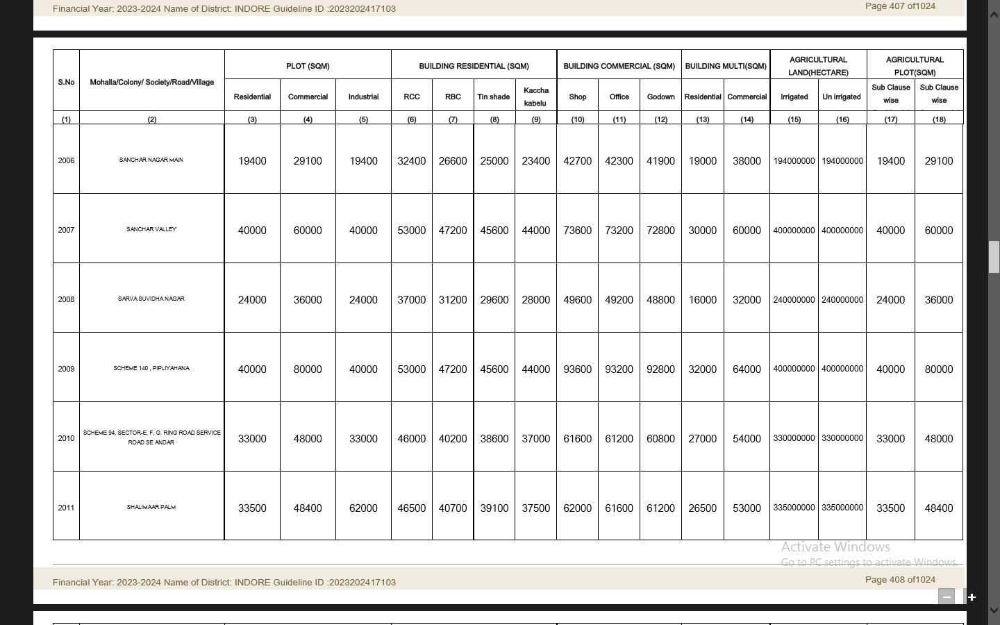 Financial Year: 2023-2024 Name of District: INDORE Guideline ID :2023202417103 Page 407 of1024
S.No Mohalla/Colony/ Society/Road/Village PLOT (SQM) BUILDING RESIDENTIAL (SQM) BUILDING COMMERCIAL (SQM) BUILDING MULTI(SQM) AGRICULTURAL LAND(HECTARE) AGRICULTURAL PLOT(SQM)
Residential Commercial Industrial RCC RBC Tin shade Kaccha kabelu Shop Office Godown Residential Commercial Irrigated Un irrigated Sub Clause wise Sub Clause wise
(1) (2) (3) (4) (5) (6) (7) (8) (9) (10) (11) (12) (13) (14) (15) (16) (17) (18)
2006 SANCHAR NAGAR MAIN 19400 29100 19400 32400 26600 25000 23400 42700 42300 41900 19000 38000 194000000 194000000 19400 29100
2007 SANCHAR VALLEY 40000 60000 40000 53000 47200 45600 44000 73600 73200 72800 30000 60000 400000000 400000000 40000 60000
2008 SARVA SUVIDHA NAGAR 24000 36000 24000 37000 31200 29600 28000 49600 49200 48800 16000 32000 240000000 240000000 24000 36000
2009 SCHEME 140 , PIPLIYAHANA 40000 80000 40000 53000 47200 45600 44000 93600 93200 92800 32000 64000 400000000 400000000 40000 80000
2010 SCHEME 94, SECTOR-E, F, G. RING ROAD SERVICE ROAD SE ANDAR 33000 48000 33000 46000 40200 38600 37000 61600 61200 60800 27000 54000 330000000 330000000 33000 48000
2011 SHALIMAAR PALM 33500 48400 62000 46500 40700 39100 37500 62000 61600 61200 26500 53000 335000000 335000000 33500 48400
Activate Windows
Go to PC settings to activate Windows.
Financial Year: 2023-2024 Name of District: INDORE Guideline ID :2023202417103 Page 408 of1024